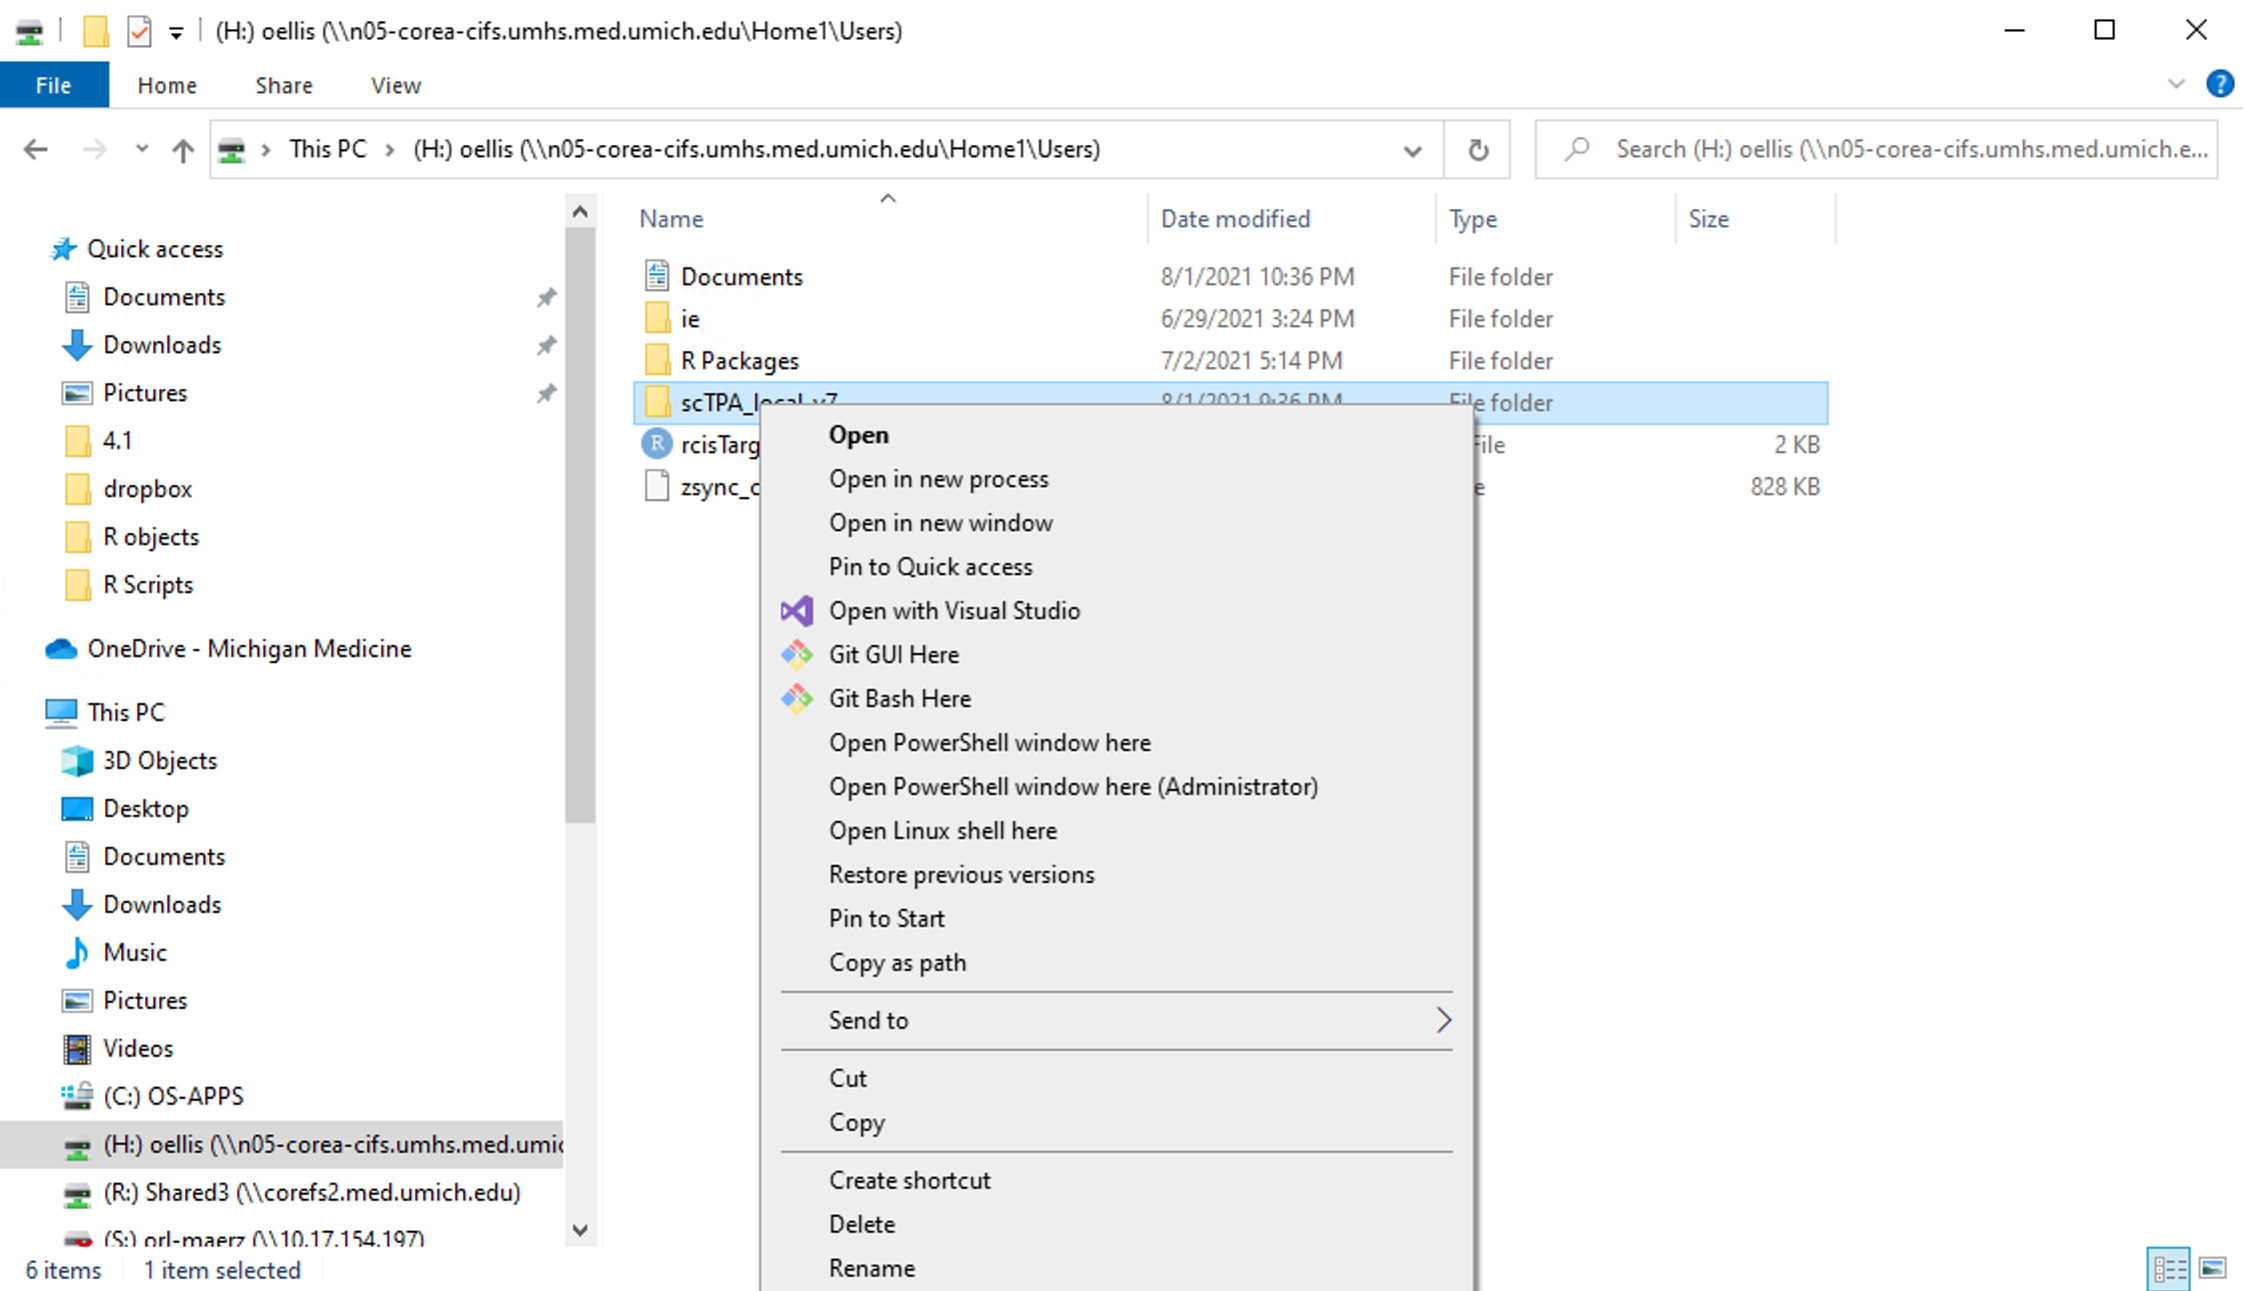 (H:) oellis (\\n05-corea-cifs.umhs.med.umich.edu\Home1\Users)
File Home Share View
This PC > (H:) oellis (\\n05-corea-cifs.umhs.med.umich.edu\Home1\Users)
Search (H:) oellis (\\n05-corea-cifs.umhs.med.umich.e...
Quick access
Documents
Downloads
Pictures
4.1
dropbox
R objects
R Scripts
OneDrive - Michigan Medicine
This PC
3D Objects
Desktop
Documents
Downloads
Music
Pictures
Videos
(C:) OS-APPS
(H:) oellis (\\n05-corea-cifs.umhs.med.umic
(R:) Shared3 (\\corefs2.med.umich.edu)
(S:) orl-maerz (\\10.17.154.197)
Name Date modified Type Size
Documents 8/1/2021 10:36 PM File folder
ie 6/29/2021 3:24 PM File folder
R Packages 7/2/2021 5:14 PM File folder
scTPA_local_v7 8/1/2021 9:36 PM File folder
rcisTarg File 2 KB
zsync_c e 828 KB
Open
Open in new process
Open in new window
Pin to Quick access
Open with Visual Studio
Git GUI Here
Git Bash Here
Open PowerShell window here
Open PowerShell window here (Administrator)
Open Linux shell here
Restore previous versions
Pin to Start
Copy as path
Send to
Cut
Copy
Create shortcut
Delete
Rename
6 items 1 item selected